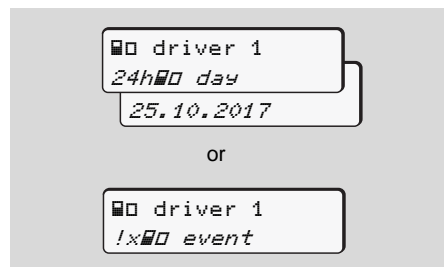 driver 1
24h day
25.10.2017
or
driver 1
!x event